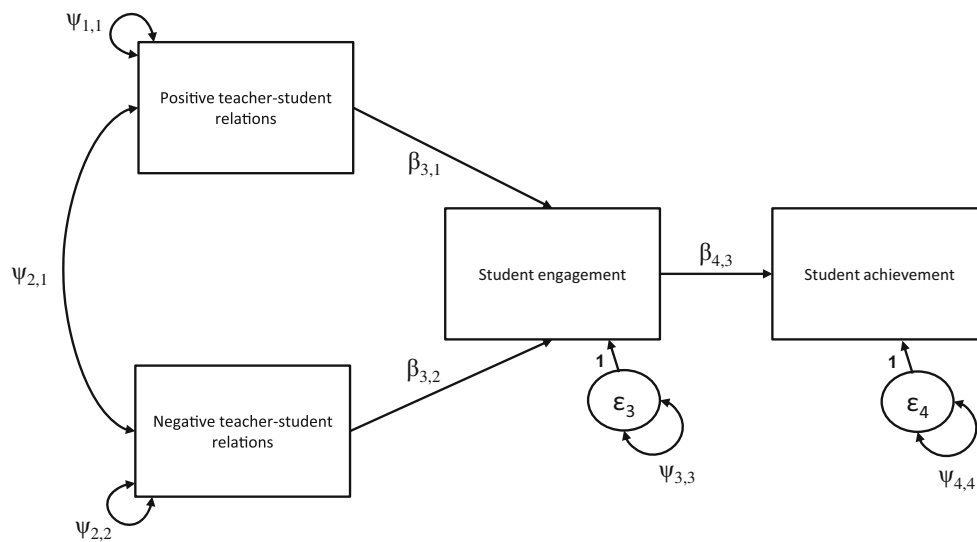 ψ1,1
Positive teacher-student
relations
β3,1
ψ2,1
Student engagement
β4,3
Student achievement
β3,2
1
ε3
ψ3,3
1
ε4
ψ4,4
Negative teacher-student
relations
ψ2,2